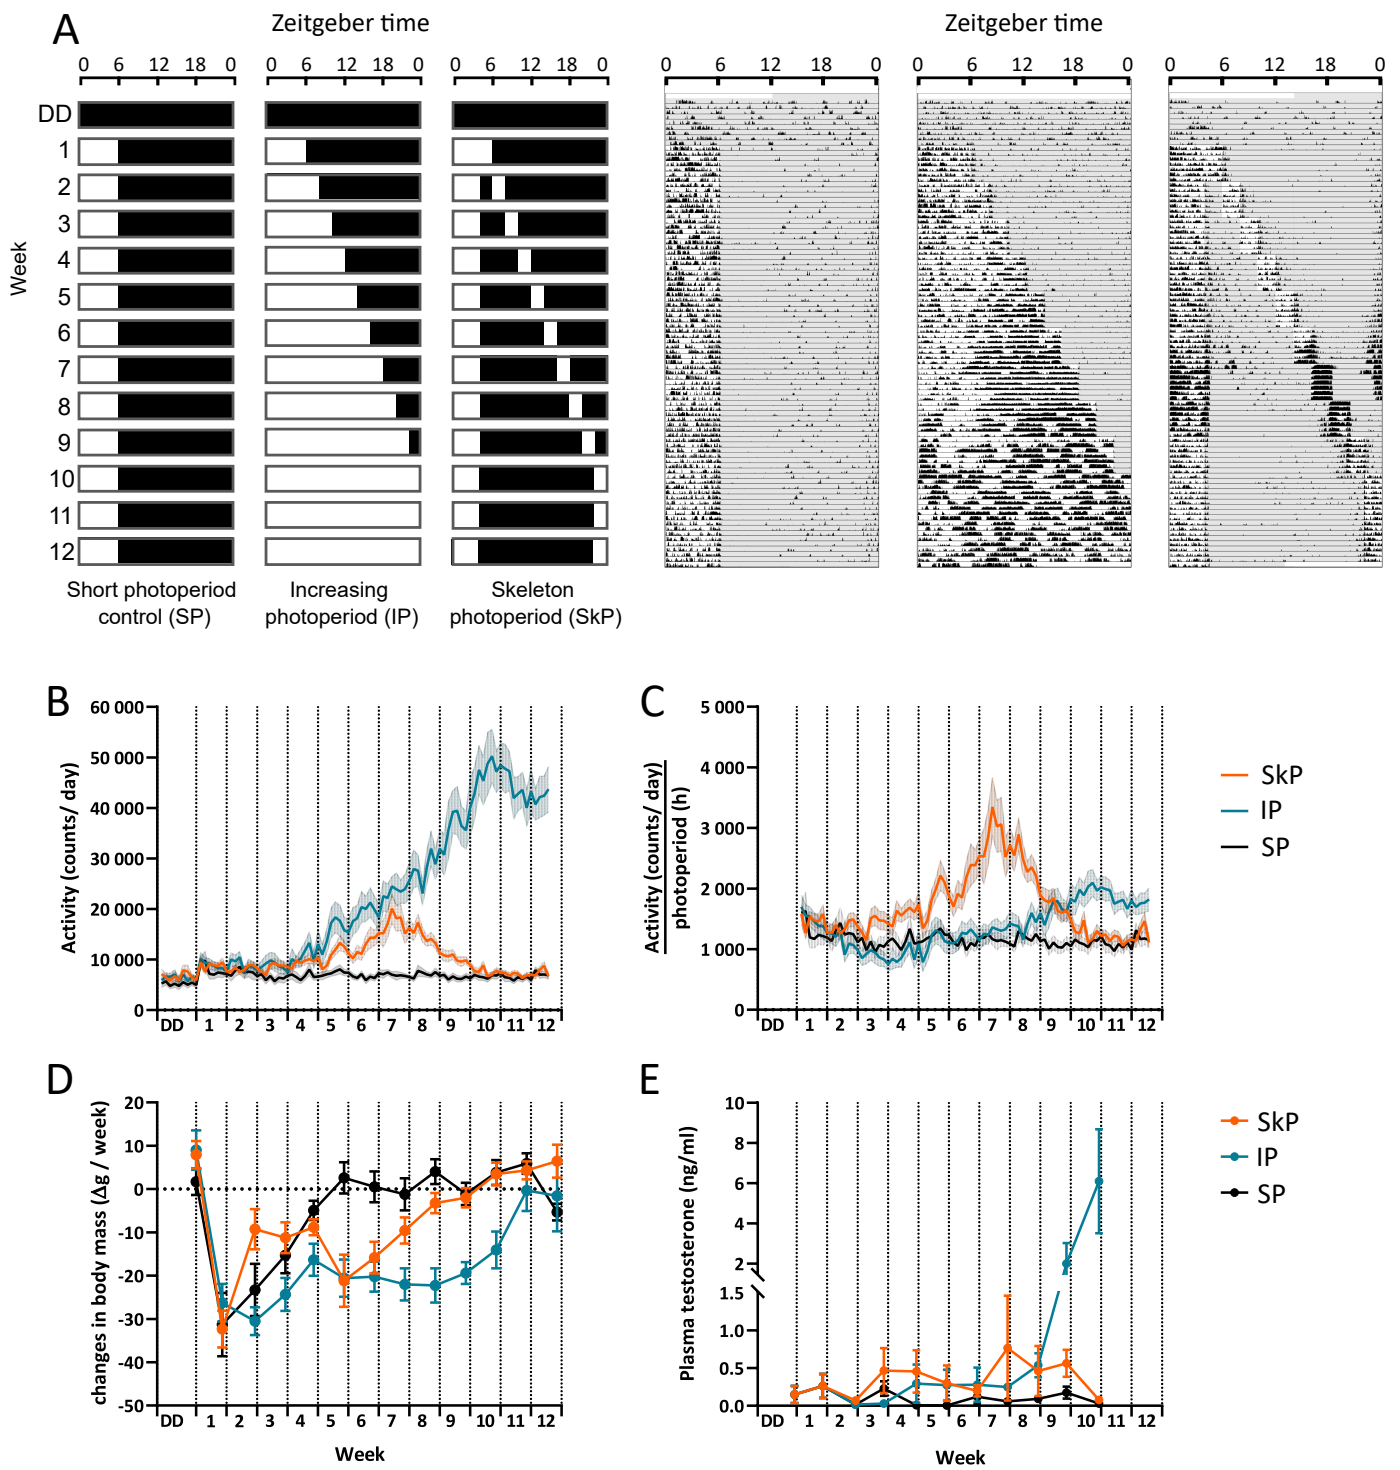 A
Zeitgeber time
Zeitgeber time
0 6 12 18 0
0 6 12 18 0
0 6 12 18 0
0 6 12 18 0
0 6 12 18 0
0 6 12 18 0
DD
1
2
3
4
5
6
7
8
9
10
11
12
Week
Short photoperiod
control (SP)
Increasing
photoperiod (IP)
Skeleton
photoperiod (SkP)
B
Activity (counts/ day)
60 000
50 000
40 000
30 000
20 000
10 000
0
DD 1 2 3 4 5 6 7 8 9 10 11 12
C
Activity (counts/ day)
photoperiod (h)
5 000
4 000
3 000
2 000
1 000
0
DD 1 2 3 4 5 6 7 8 9 10 11 12
SkP
IP
SP
D
changes in body mass (Δg / week)
20
10
0
-10
-20
-30
-40
-50
DD 1 2 3 4 5 6 7 8 9 10 11 12
Week
E
Plasma testosterone (ng/ml)
10
8
6
4
2
1.5
1.0
0.5
0.0
DD 1 2 3 4 5 6 7 8 9 10 11 12
Week
SkP
IP
SP